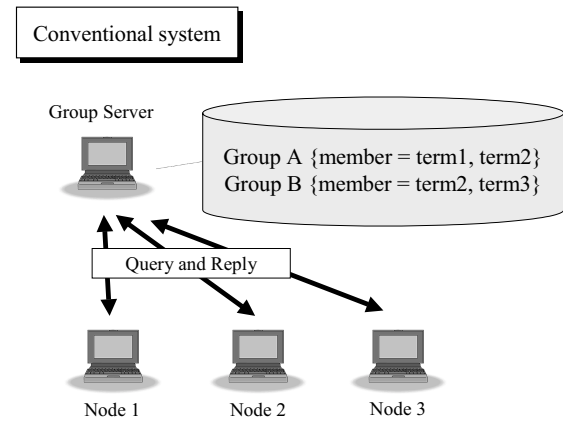 Conventional system
Group Server
Group A {member = term1, term2}
Group B {member = term2, term3}
Query and Reply
Node 1
Node 2
Node 3